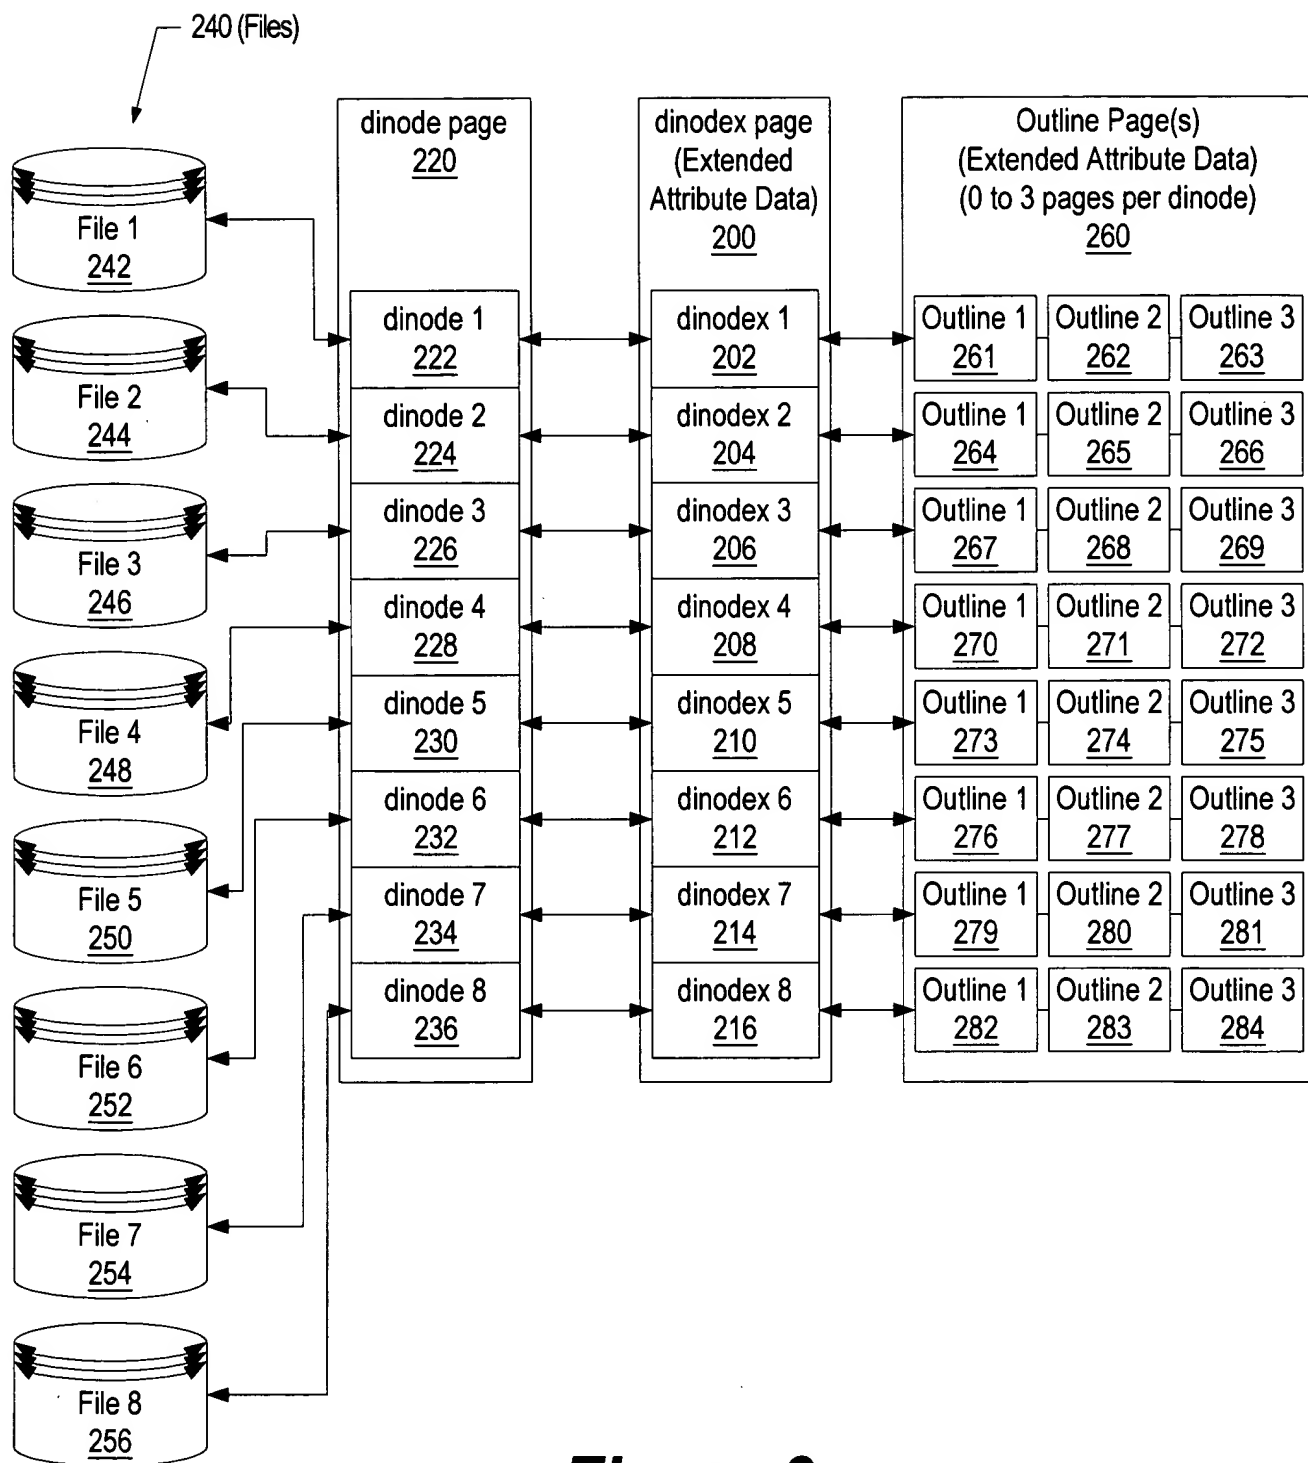 240 (Files)
File 1
242
File 2
244
File 3
246
File 4
248
File 5
250
File 6
252
File 7
254
File 8
256
dinode page
220
dinode 1
222
dinode 2
224
dinode 3
226
dinode 4
228
dinode 5
230
dinode 6
232
dinode 7
234
dinode 8
236
dinodex page
(Extended
Attribute Data)
200
dinodex 1
202
dinodex 2
204
dinodex 3
206
dinodex 4
208
dinodex 5
210
dinodex 6
212
dinodex 7
214
dinodex 8
216
Outline Page(s)
(Extended Attribute Data)
(0 to 3 pages per dinode)
260
Outline 1 Outline 2 Outline 3
261 262 263
Outline 1 Outline 2 Outline 3
264 265 266
Outline 1 Outline 2 Outline 3
267 268 269
Outline 1 Outline 2 Outline 3
270 271 272
Outline 1 Outline 2 Outline 3
273 274 275
Outline 1 Outline 2 Outline 3
276 277 278
Outline 1 Outline 2 Outline 3
279 280 281
Outline 1 Outline 2 Outline 3
282 283 284